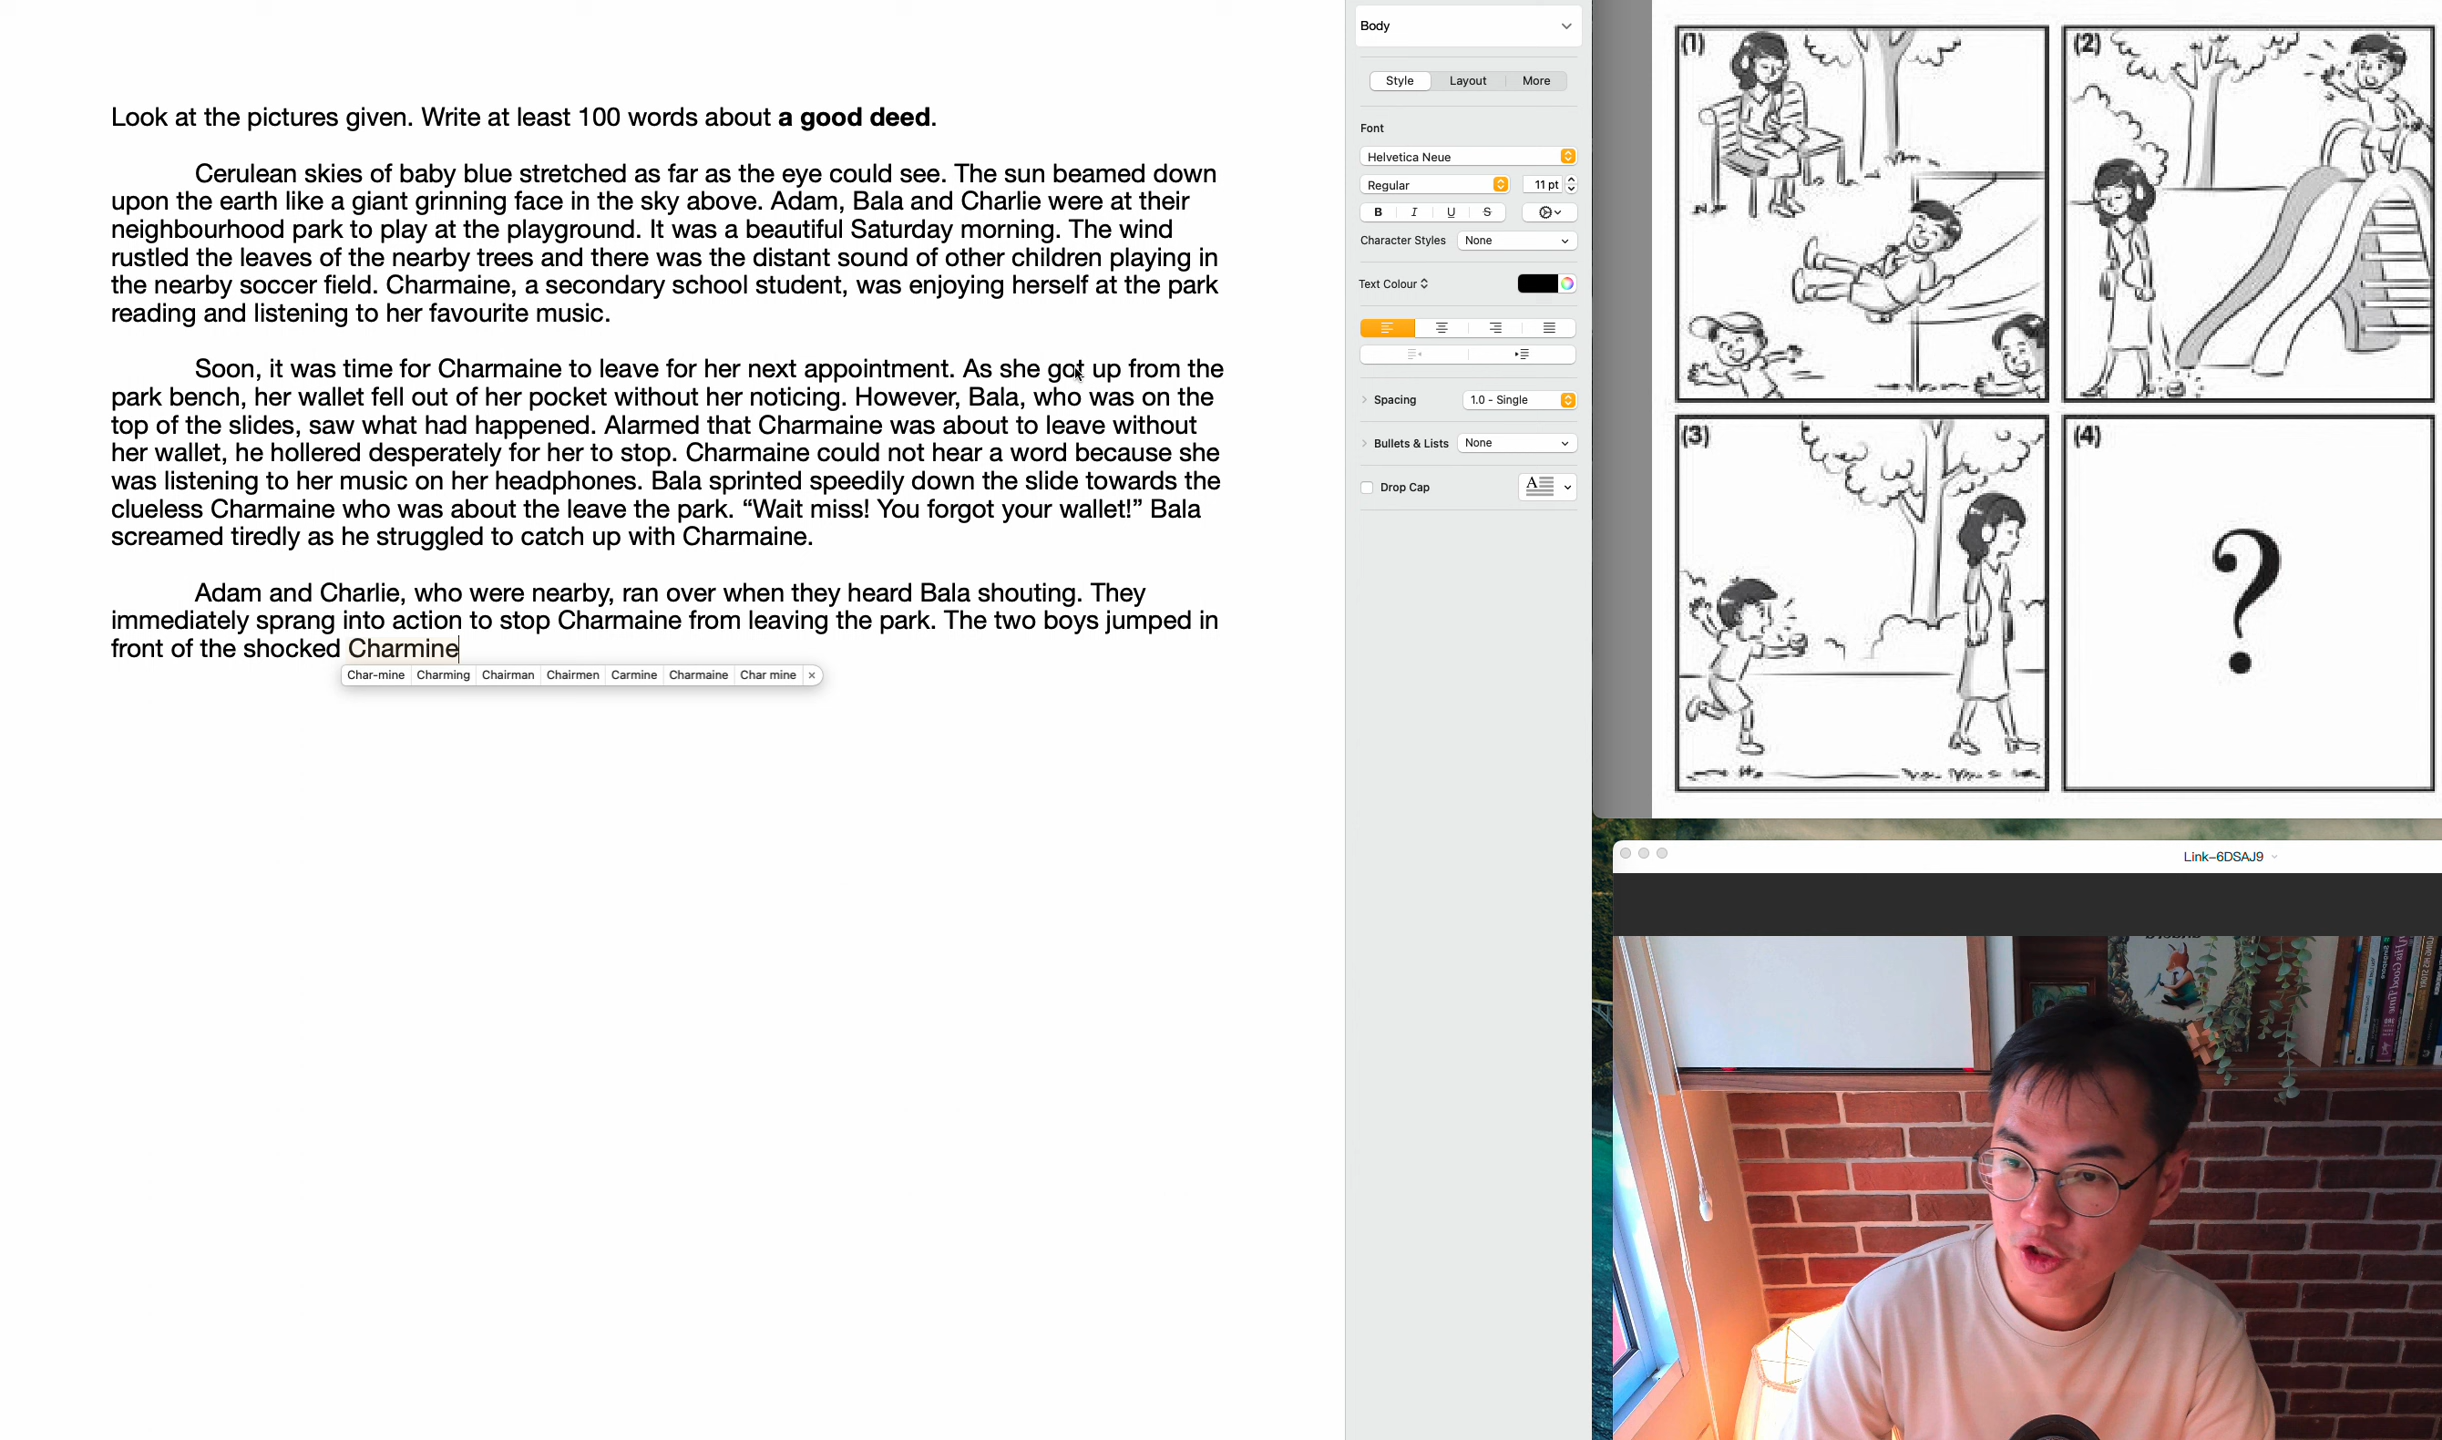 Look at the pictures given. Write at least 100 words about a good deed.
Cerulean skies of baby blue stretched as far as the eye could see. The sun beamed down
upon the earth like a giant grinning face in the sky above. Adam, Bala and Charlie were at their
neighbourhood park to play at the playground. It was a beautiful Saturday morning. The wind
rustled the leaves of the nearby trees and there was the distant sound of other children playing in
the nearby soccer field. Charmaine, a secondary school student, was enjoying herself at the park
reading and listening to her favourite music.
Soon, it was time for Charmaine to leave for her next appointment. As she got up from the
park bench, her wallet fell out of her pocket without her noticing. However, Bala, who was on the
top of the slides, saw what had happened. Alarmed that Charmaine was about to leave without
her wallet, he hollered desperately for her to stop. Charmaine could not hear a word because she
was listening to her music on her headphones. Bala sprinted speedily down the slide towards the
clueless Charmaine who was about the leave the park. “Wait miss! You forgot your wallet!” Bala
screamed tiredly as he struggled to catch up with Charmaine.
Adam and Charlie, who were nearby, ran over when they heard Bala shouting. They
immediately sprang into action to stop Charmaine from leaving the park. The two boys jumped in
front of the shocked Charmine
Char-mine Charming Chairman Chairmen Carmine Charmaine Char mine ×
Body
Style Layout More
Font
Helvetica Neue
Regular 11 pt
B I U S
Character Styles None
Text Colour
Spacing 1.0 - Single
Bullets & Lists None
Drop Cap A
(1)
(2)
(3)
(4)
?
Link-6DSAJ9